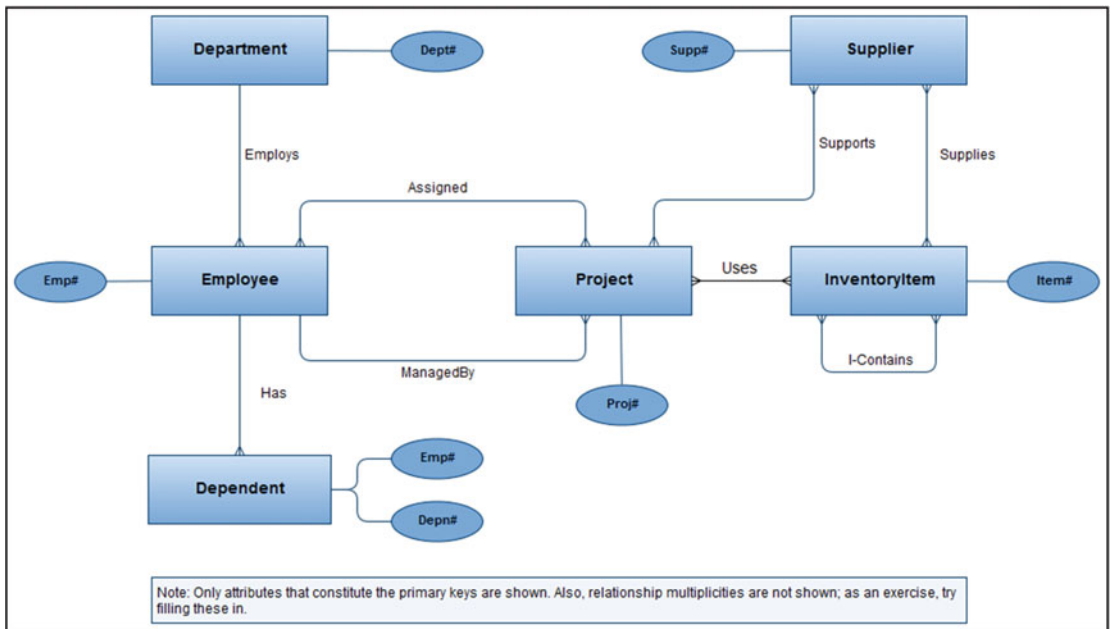 Department
Dept#
Supp#
Supplier
Employs
Supports
Supplies
Assigned
Emp#
Employee
Project
Uses
InventoryItem
Item#
ManagedBy
I-Contains
Has
Proj#
Dependent
Emp#
Depn#
Note: Only attributes that constitute the primary keys are shown. Also, relationship multiplicities are not shown; as an exercise, try
filling these in.